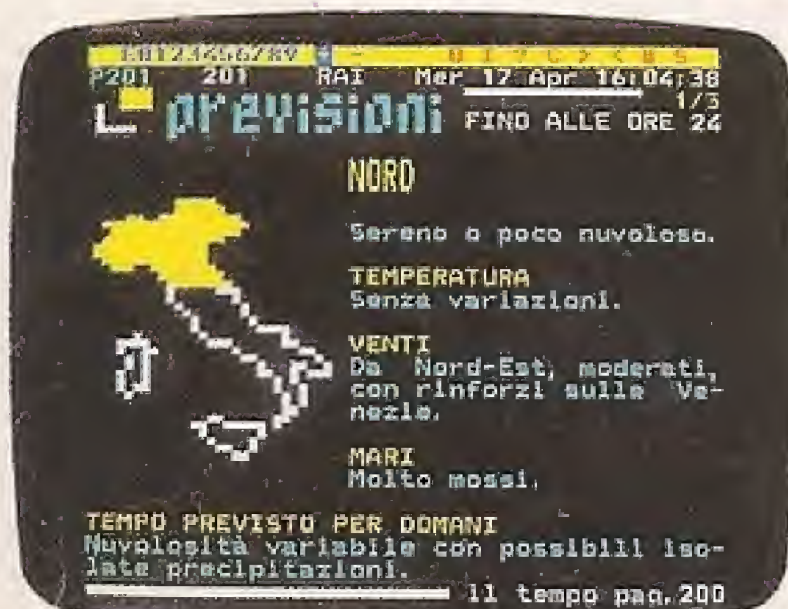 P201 201 RAI Mer 17 Apr 16:04:38
1/3
previsioni FINO ALLE ORE 24
NORD
Sereno o poco nuvoloso.
TEMPERATURA
Senza variazioni.
VENTI
Da Nord-Est, moderati,
con rinforzi sulle Ve-
nezie.
MARI
Molto mossi.
TEMPO PREVISTO PER DOMANI
Nuvolosità variabile con possibili iso-
late precipitazioni.
il tempo pag.200